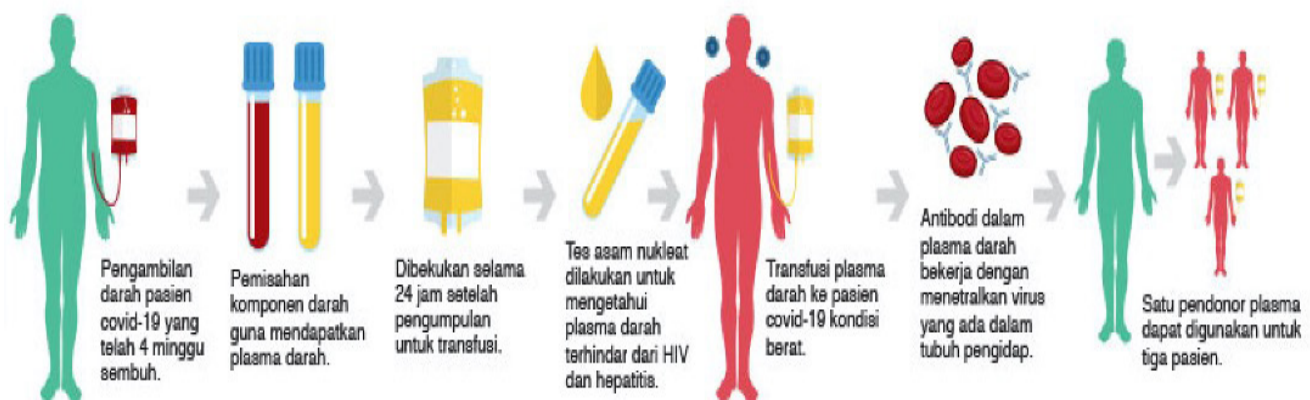 Pengambilan
darah pasien
covid-19 yang
telah 4 minggu
sembuh.
Pemisahan
komponen darah
guna mendapatkan
plasma darah.
Dibekukan selama
24 jam setelah
pengumpulan
untuk transfusi.
Tes asam nukleat
dilakukan untuk
mengetahui
plasma darah
terhindar dari HIV
dan hepatitis.
Transfusi plasma
darah ke pasien
covid-19 kondisi
berat.
Antibodi dalam
plasma darah
bekerja dengan
menetralkan virus
yang ada dalam
tubuh pengidap.
Satu pendonor plasma
dapat digunakan untuk
tiga pasien.